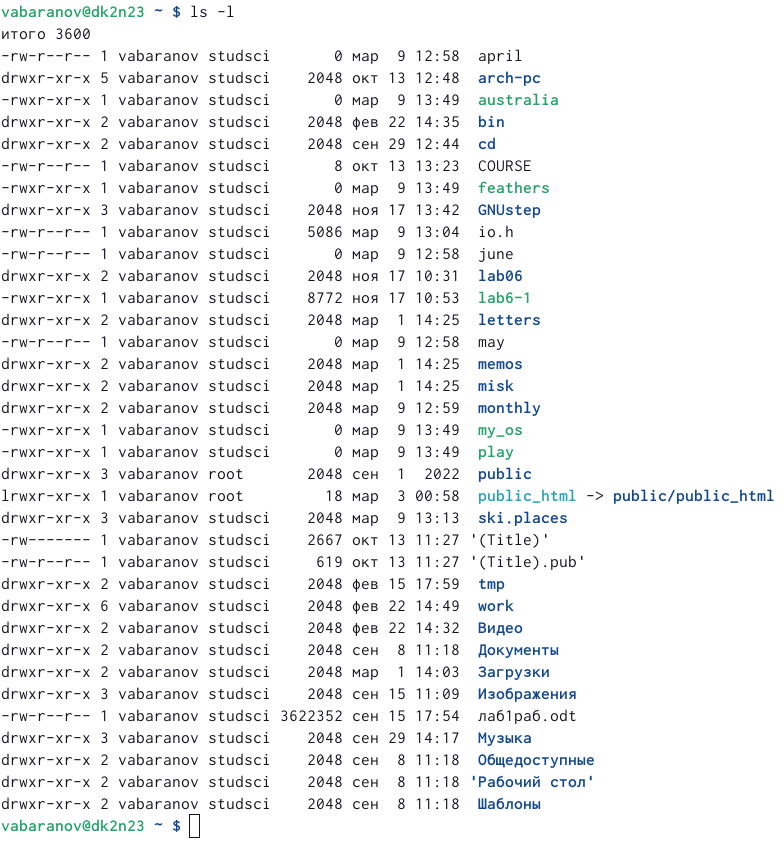 vabaranov@dk2n23 ~ $ ls -l
итого 3600
-rw-r--r-- 1 vabaranov studsci       0 мар  9 12:58  april
drwxr-xr-x 5 vabaranov studsci    2048 окт 13 12:48  arch-pc
-rwxr-xr-x 1 vabaranov studsci       0 мар  9 13:49  australia
drwxr-xr-x 2 vabaranov studsci    2048 фев 22 14:35  bin
drwxr-xr-x 2 vabaranov studsci    2048 сен 29 12:44  cd
-rw-r--r-- 1 vabaranov studsci       8 окт 13 13:23  COURSE
-rwxr-xr-x 1 vabaranov studsci       0 мар  9 13:49  feathers
drwxr-xr-x 3 vabaranov studsci    2048 ноя 17 13:42  GNUstep
-rw-r--r-- 1 vabaranov studsci    5086 мар  9 13:04  io.h
-rw-r--r-- 1 vabaranov studsci       0 мар  9 12:58  june
drwxr-xr-x 2 vabaranov studsci    2048 ноя 17 10:31  lab06
-rwxr-xr-x 1 vabaranov studsci    8772 ноя 17 10:53  lab6-1
drwxr-xr-x 2 vabaranov studsci    2048 мар  1 14:25  letters
-rw-r--r-- 1 vabaranov studsci       0 мар  9 12:58  may
drwxr-xr-x 2 vabaranov studsci    2048 мар  1 14:25  memos
drwxr-xr-x 2 vabaranov studsci    2048 мар  1 14:25  misk
drwxr-xr-x 2 vabaranov studsci    2048 мар  9 12:59  monthly
-rwxr-xr-x 1 vabaranov studsci       0 мар  9 13:49  my_os
-rwxr-xr-x 1 vabaranov studsci       0 мар  9 13:49  play
drwxr-xr-x 3 vabaranov root       2048 сен  1  2022  public
lrwxr-xr-x 1 vabaranov root         18 мар  3 00:58  public_html -> public/public_html
drwxr-xr-x 3 vabaranov studsci    2048 мар  9 13:13  ski.places
-rw------- 1 vabaranov studsci    2667 окт 13 11:27 '(Title)'
-rw-r--r-- 1 vabaranov studsci     619 окт 13 11:27 '(Title).pub'
drwxr-xr-x 2 vabaranov studsci    2048 фев 15 17:59  tmp
drwxr-xr-x 6 vabaranov studsci    2048 фев 22 14:49  work
drwxr-xr-x 2 vabaranov studsci    2048 фев 22 14:32  Видео
drwxr-xr-x 2 vabaranov studsci    2048 сен  8 11:18  Документы
drwxr-xr-x 2 vabaranov studsci    2048 мар  1 14:03  Загрузки
drwxr-xr-x 3 vabaranov studsci    2048 сен 15 11:09  Изображения
-rw-r--r-- 1 vabaranov studsci 3622352 сен 15 17:54  лаб1раб.odt
drwxr-xr-x 3 vabaranov studsci    2048 сен 29 14:17  Музыка
drwxr-xr-x 2 vabaranov studsci    2048 сен  8 11:18  Общедоступные
drwxr-xr-x 2 vabaranov studsci    2048 сен  8 11:18 'Рабочий стол'
drwxr-xr-x 2 vabaranov studsci    2048 сен  8 11:18  Шаблоны
vabaranov@dk2n23 ~ $